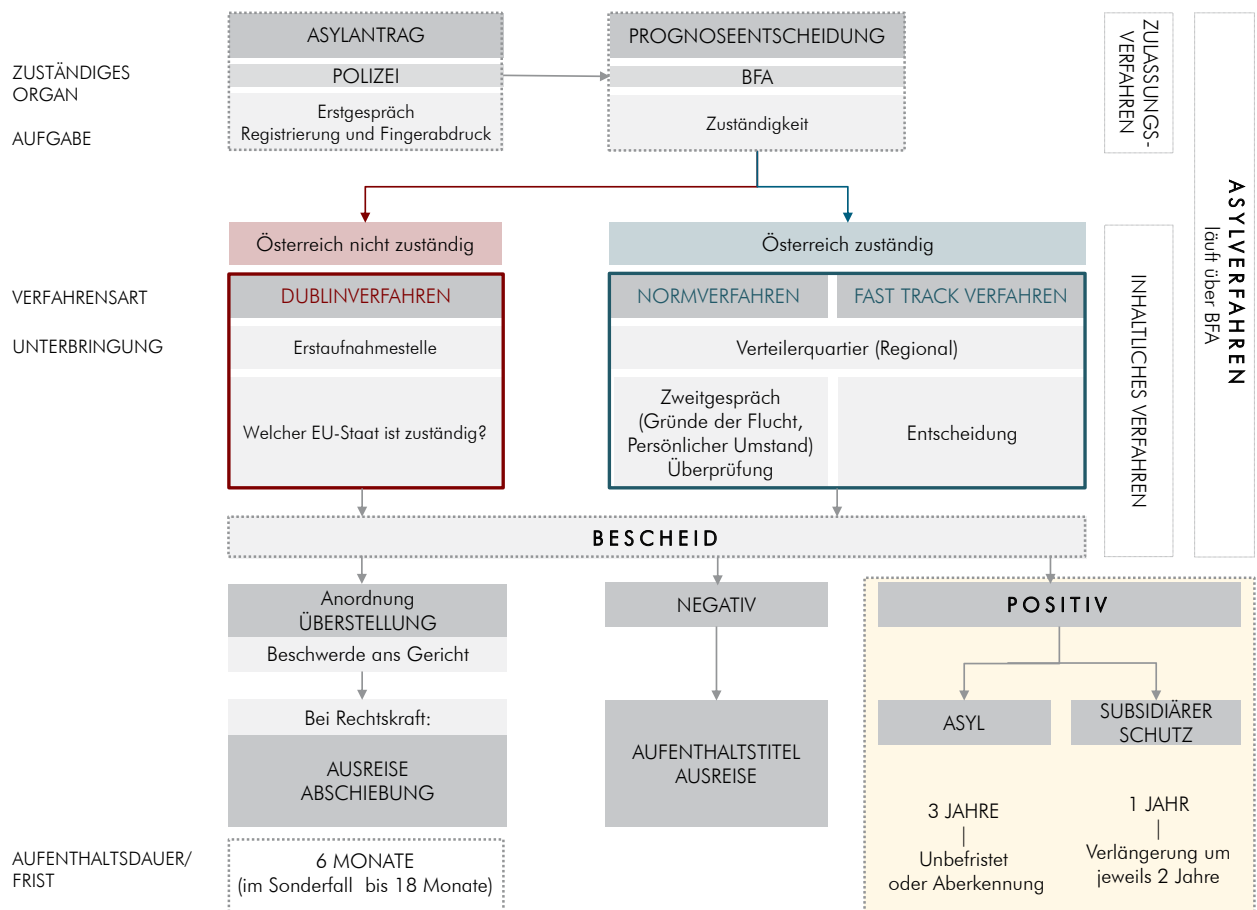 ASYLANTRAG
PROGNOSEENTSCHEIDUNG
ZUSTÄNDIGES
ORGAN
POLIZEI
BFA
AUFGABE
Erstgespräch
Registrierung und Fingerabdruck
Zuständigkeit
ZULASSUNGS-
VERFAHREN
ASYLVERFAHREN
läuft über BFA
Österreich nicht zuständig
Österreich zuständig
VERFAHRENSART
DUBLINVERFAHREN
NORMVERFAHREN
FAST TRACK VERFAHREN
INHALTLICHES VERFAHREN
UNTERBRINGUNG
Erstaufnahmestelle
Verteilerquartier (Regional)
Welcher EU-Staat ist zuständig?
Zweitgespräch
(Gründe der Flucht,
Persönlicher Umstand)
Überprüfung
Entscheidung
BESCHEID
Anordnung
ÜBERSTELLUNG
Beschwerde ans Gericht
NEGATIV
POSITIV
Bei Rechtskraft:
AUSREISE
ABSCHIEBUNG
AUFENTHALTSTITEL
AUSREISE
ASYL
SUBSIDIÄRER
SCHUTZ
AUFENTHALTSDAUER/
FRIST
6 MONATE
(im Sonderfall bis 18 Monate)
3 JAHRE
Unbefristet
oder Aberkennung
1 JAHR
Verlängerung um
jeweils 2 Jahre